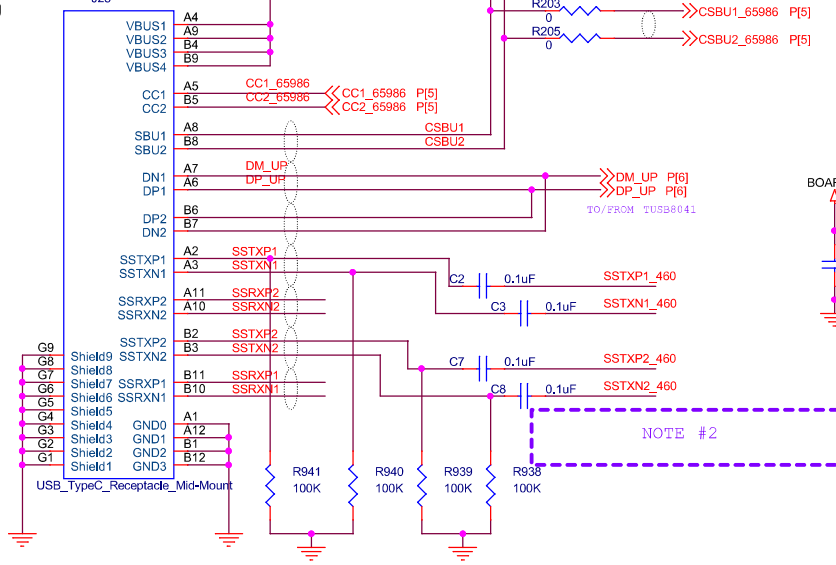 R203
0
CSBU1_65986 P[5]
R205
0
CSBU2_65986 P[5]
VBUS1 A4
VBUS2 A9
VBUS3 B4
VBUS4 B9
CC1 A5 CC1_65986 CC1_65986 P[5]
CC2 B5 CC2_65986 CC2_65986 P[5]
SBU1 A8 CSBU1
SBU2 B8 CSBU2
DN1 A7 DM_UP DM_UP P[6]
DP1 A6 DP_UP DP_UP P[6]
TO/FROM TUSB8041
DP2 B6
DN2 B7
SSTXP1 A2 SSTXP1
SSTXN1 A3 SSTXN1
C2 0.1uF SSTXP1_460
SSRXP2 A11 SSRXP2
SSRXN2 A10 SSRXN2
C3 0.1uF SSTXN1_460
SSTXP2 B2 SSTXP2
SSTXN2 B3 SSTXN2
C7 0.1uF SSTXP2_460
SSRXP1 B11 SSRXP1
SSRXN1 B10 SSRXN1
C8 0.1uF SSTXN2_460
G9 Shield9
G8 Shield8
G7 Shield7
G6 Shield6
G5 Shield5
G4 Shield4
G3 Shield3
G2 Shield2
G1 Shield1
GND0 A1
GND1 A12
GND2 B1
GND3 B12
USB_TypeC_Receptacle_Mid-Mount
NOTE #2
R941
100K
R940
100K
R939
100K
R938
100K